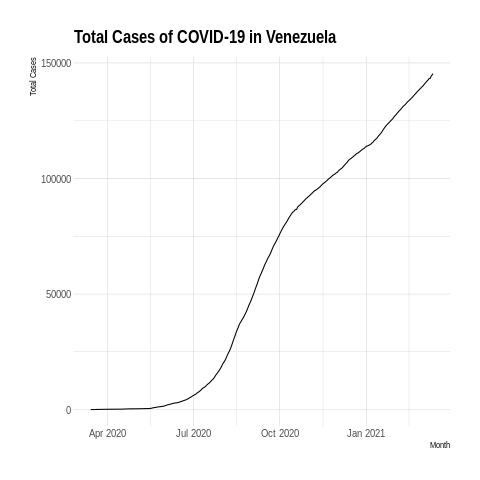 Total Cases of COVID-19 in Venezuela
Total Cases
150000
100000
50000
0
Apr 2020 Jul 2020 Oct 2020 Jan 2021
Month